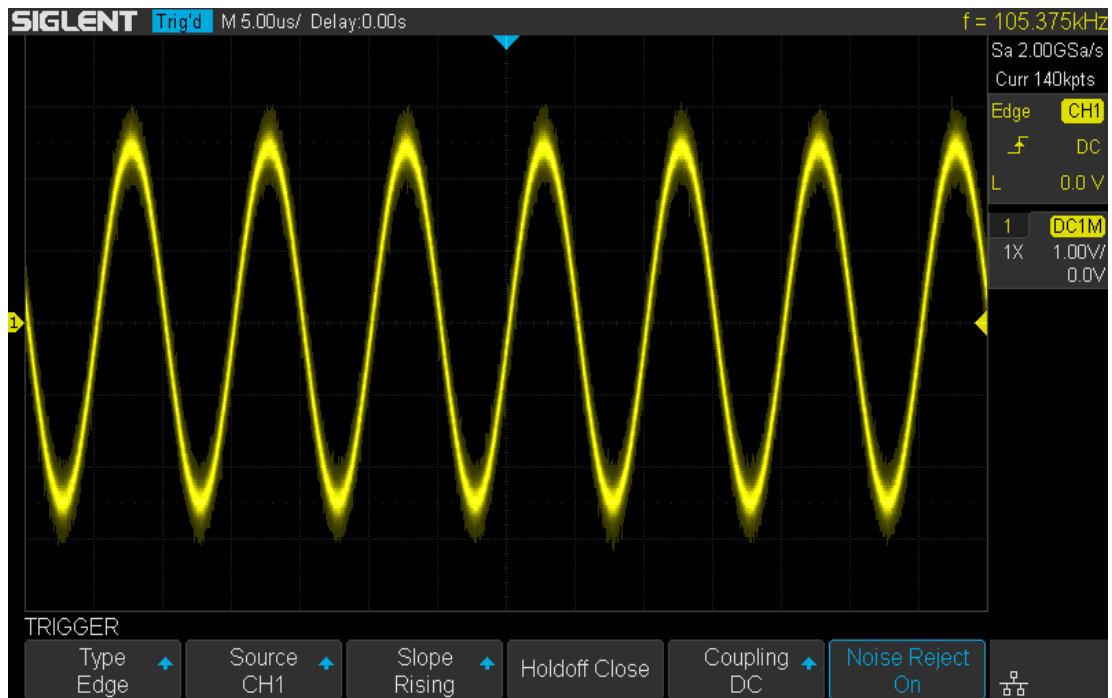 SIGLENT Trig'd M 5.00us/ Delay:0.00s f = 105.375kHz
Sa 2.00GSa/s
Curr 140kpts
Edge CH1
DC
L 0.0 V
1 DC1M
1X 1.00V/
0.0V
1
TRIGGER
Type
Edge
Source
CH1
Slope
Rising
Holdoff Close
Coupling
DC
Noise Reject
On